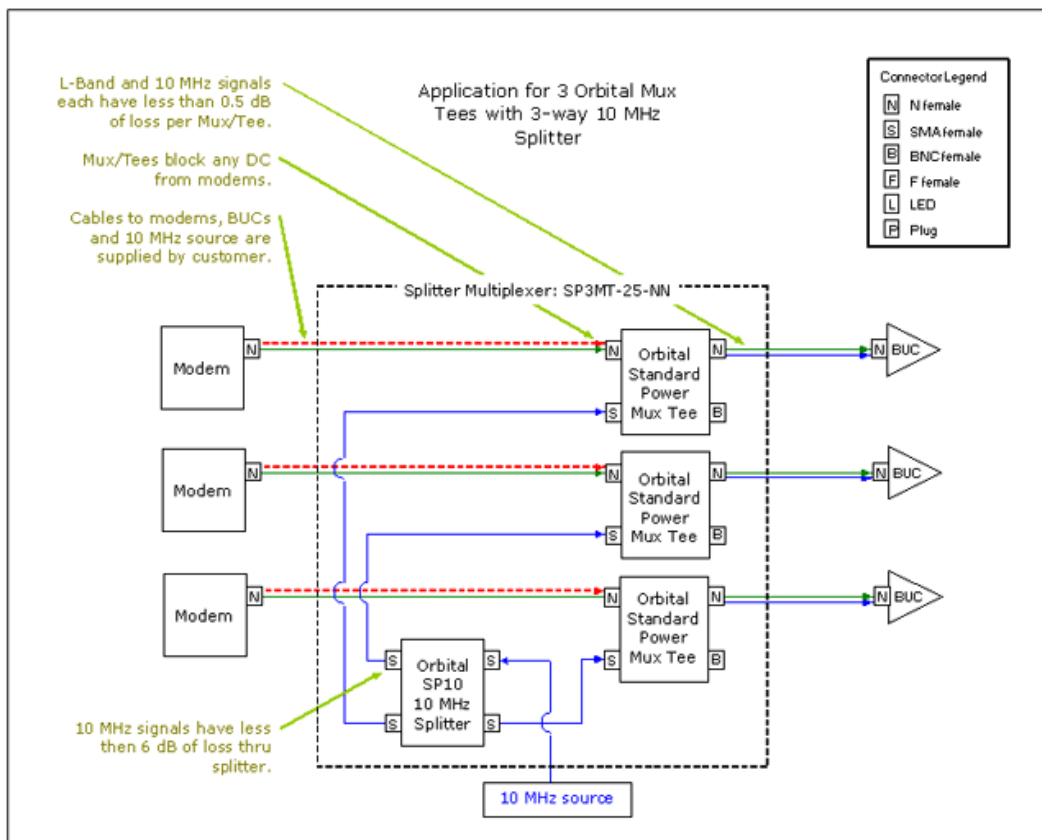 L-Band and 10 MHz signals
each have less than 0.5 dB
of loss per Mux/Tee.
Application for 3 Orbital Mux
Tees with 3-way 10 MHz
Splitter
Connector Legend
N N female
S SMA female
B BNC female
F F female
L LED
P Plug
Mux/Tees block any DC
from modems.
Cables to modems, BUCs
and 10 MHz source are
supplied by customer.
Splitter Multiplexer: SP3MT-25-NN
Modem
N
N
Orbital
Standard
Power
Mux Tee
N
S
B
N
BUC
Modem
N
N
Orbital
Standard
Power
Mux Tee
N
S
B
N
BUC
Modem
N
N
Orbital
Standard
Power
Mux Tee
N
S
B
N
BUC
S
Orbital
SP10
10 MHz
Splitter
S
S
S
10 MHz signals have less
then 6 dB of loss thru
splitter.
10 MHz source